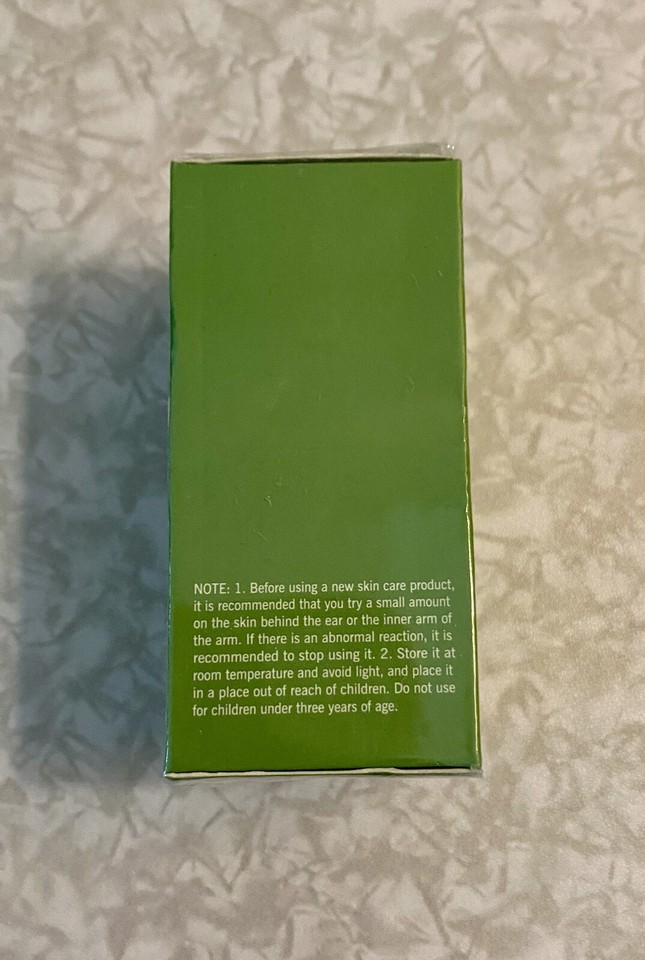 NOTE: 1. Before using a new skin care product,
it is recommended that you try a small amount
on the skin behind the ear or the inner arm of
the arm. If there is an abnormal reaction, it is
recommended to stop using it. 2. Store it at
room temperature and avoid light, and place it
in a place out of reach of children. Do not use
for children under three years of age.